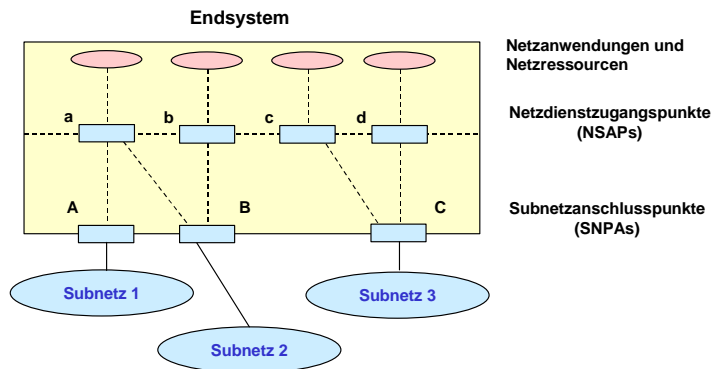 Endsystem
Netzanwendungen und
Netzressourcen
a
b
c
d
Netzdienstzugangspunkte
(NSAPs)
A
B
C
Subnetzanschlusspunkte
(SNPAs)
Subnetz 1
Subnetz 3
Subnetz 2